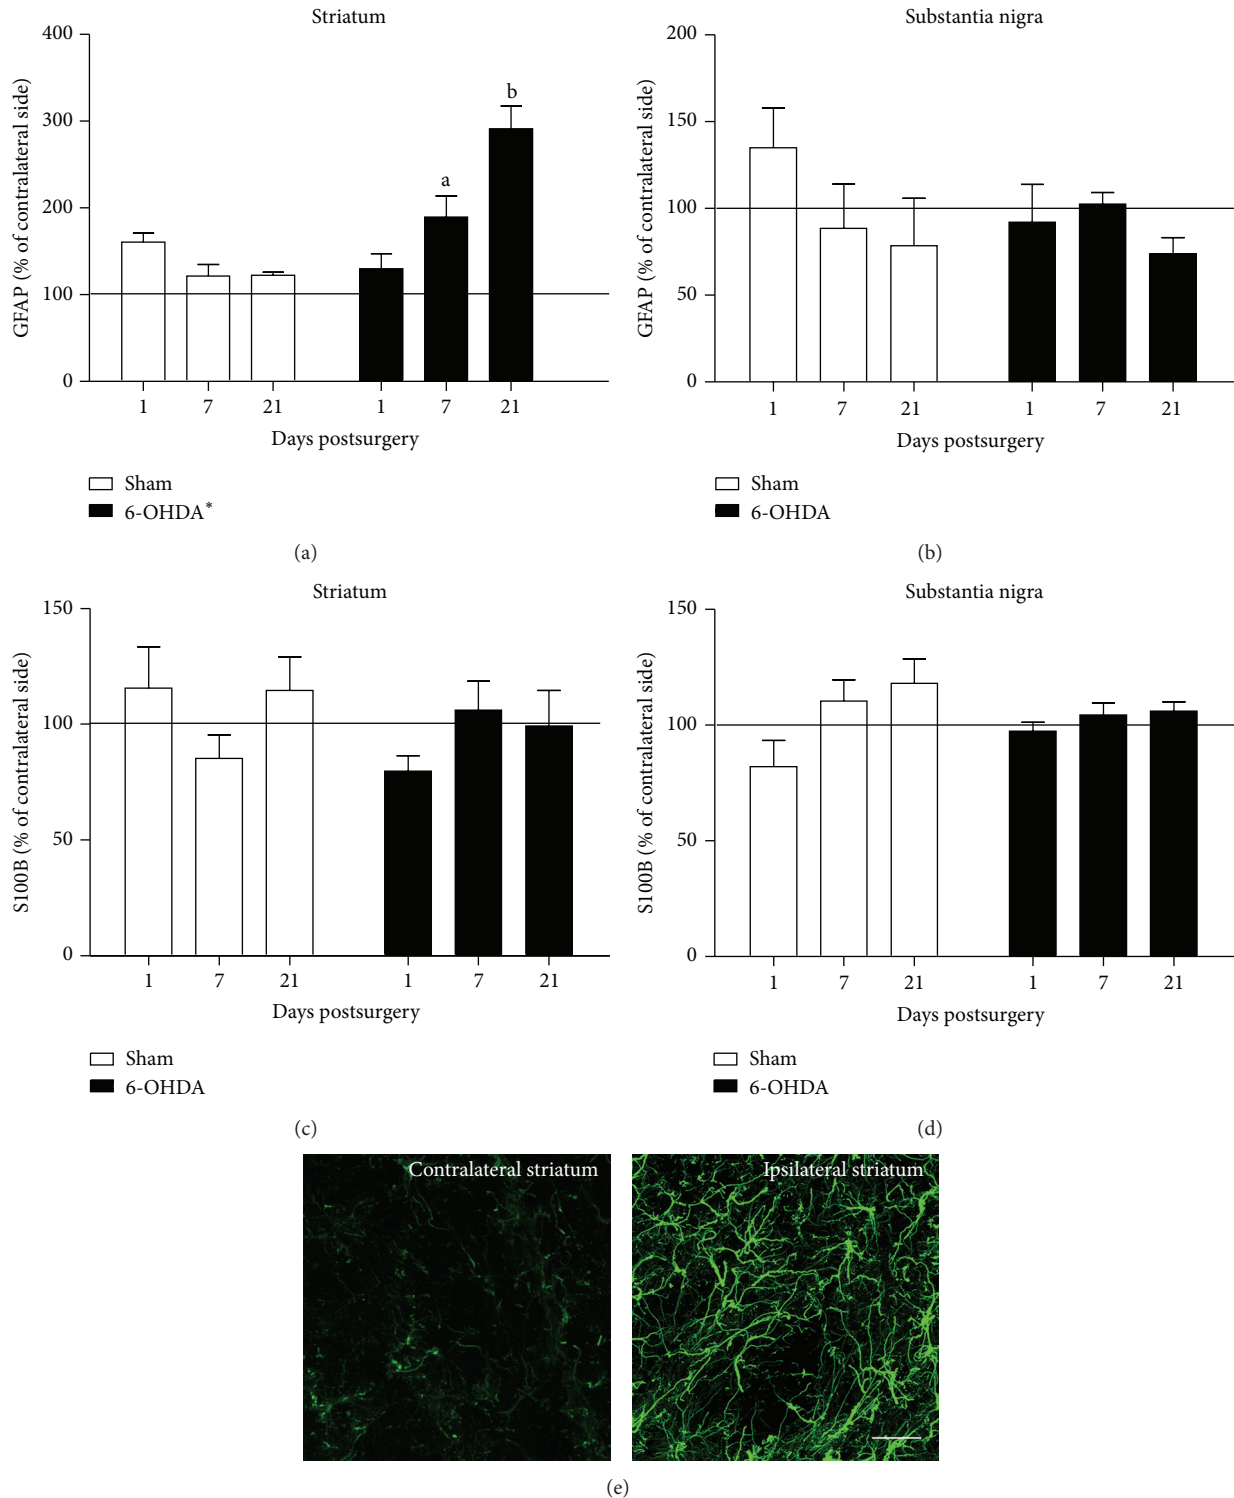 Striatum
GFAP (% of contralateral side)
400
300
200
100
0
a
b
1 7 21 1 7 21
Days postsurgery
Sham
6-OHDA*
(a)
Substantia nigra
GFAP (% of contralateral side)
200
150
100
50
0
1 7 21 1 7 21
Days postsurgery
Sham
6-OHDA
(b)
Striatum
S100B (% of contralateral side)
150
100
50
0
1 7 21 1 7 21
Days postsurgery
Sham
6-OHDA
(c)
Substantia nigra
S100B (% of contralateral side)
150
100
50
0
1 7 21 1 7 21
Days postsurgery
Sham
6-OHDA
(d)
Contralateral striatum
Ipsilateral striatum
(e)